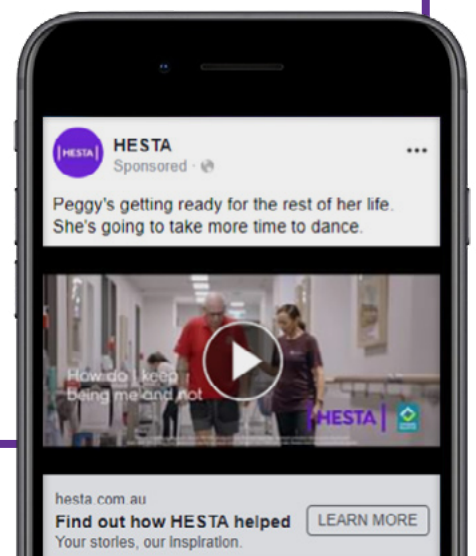 HESTA
HESTA
Sponsored ·
Peggy's getting ready for the rest of her life.
She's going to take more time to dance.
How do I keep
Being me and not
HESTA
hesta.com.au
Find out how HESTA helped
LEARN MORE
Your stories, our Inspiration.